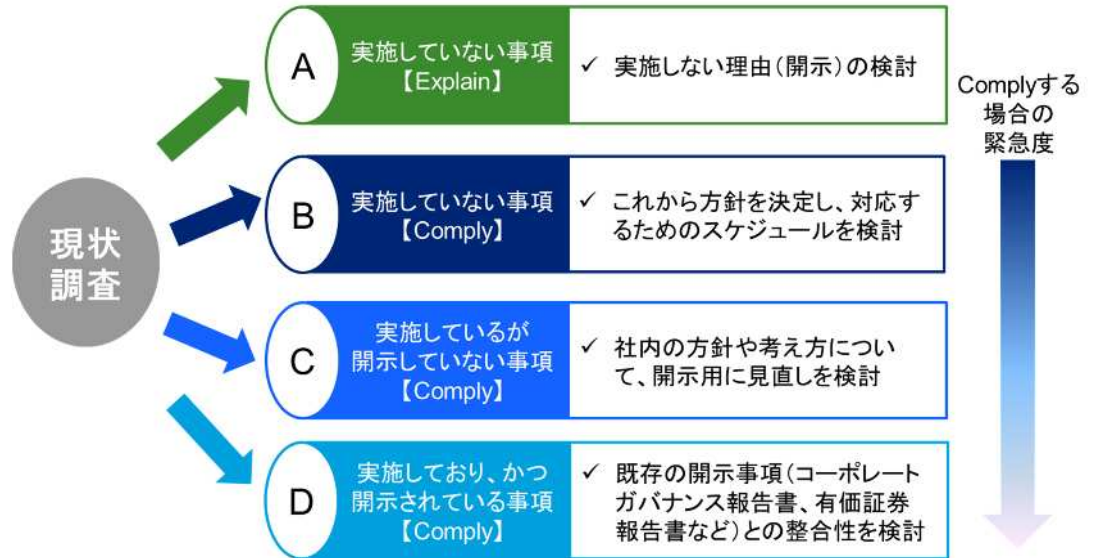 A
実施していない事項
【Explain】
✓ 実施しない理由（開示）の検討
Complyする
場合の
緊急度
B
実施していない事項
【Comply】
✓ これから方針を決定し、対応す
るためのスケジュールを検討
現状
調査
C
実施しているが
開示していない事項
【Comply】
✓ 社内の方針や考え方につい
て、開示用に見直しを検討
D
実施しており、かつ
開示されている事項
【Comply】
✓ 既存の開示事項（コーポレート
ガバナンス報告書、有価証券
報告書など）との整合性を検討